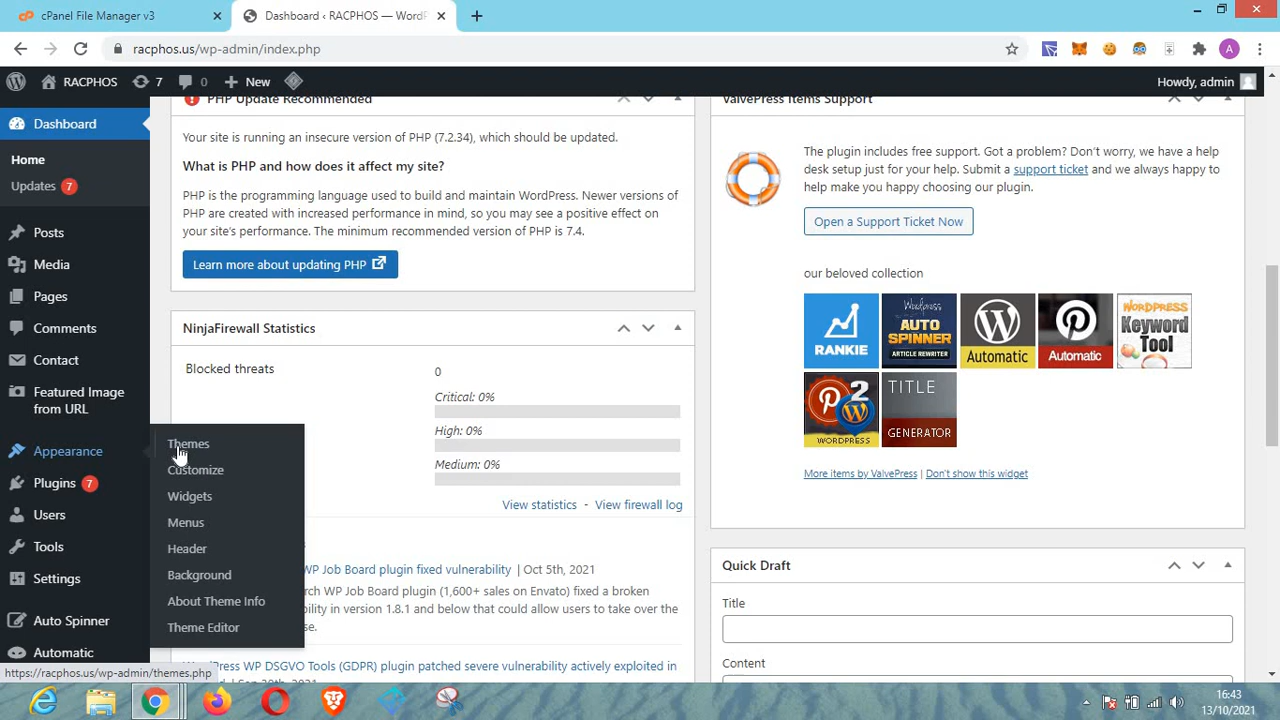 cPanel File Manager v3
Dashboard ‹ RACPHOS — WordP
racphos.us/wp-admin/index.php
A
RACPHOS
7
0
New
Howdy, admin
Dashboard
Home
Updates 7
Posts
Media
Pages
Comments
Contact
Featured Image
from URL
Appearance
Plugins 7
Users
Tools
Settings
Auto Spinner
Automatic
Themes
Customize
Widgets
Menus
Header
Background
About Theme Info
Theme Editor
PHP Update Recommended
Your site is running an insecure version of PHP (7.2.34), which should be updated.
What is PHP and how does it affect my site?
PHP is the programming language used to build and maintain WordPress. Newer versions
of PHP are created with increased performance in mind, so you may see a positive effect on
your site's performance. The minimum recommended version of PHP is 7.4.
Learn more about updating PHP
NinjaFirewall Statistics
Blocked threats
0
Critical: 0%
High: 0%
Medium: 0%
View statistics - View firewall log
WP Job Board plugin fixed vulnerability | Oct 5th, 2021
rch WP Job Board plugin (1,600+ sales on Envato) fixed a broken
bility in version 1.8.1 and below that could allow users to take over the
se.
press WP DSGVO Tools (GDPR) plugin patched severe vulnerability actively exploited in
2021
ValvePress Items Support
The plugin includes free support. Got a problem? Don't worry, we have a help
desk setup just for your help. Submit a support ticket and we always happy to
help make you happy choosing our plugin.
Open a Support Ticket Now
our beloved collection
RANKIE
Wordpress
AUTO
SPINNER
ARTICLE REWRITER
Automatic
Automatic
WORDPRESS
Keyword
Tool
2
WORDPRESS
TITLE
GENERATOR
More items by ValvePress | Don't show this widget
Quick Draft
Title
Content
https://racphos.us/wp-admin/themes.php
16:43
13/10/2021